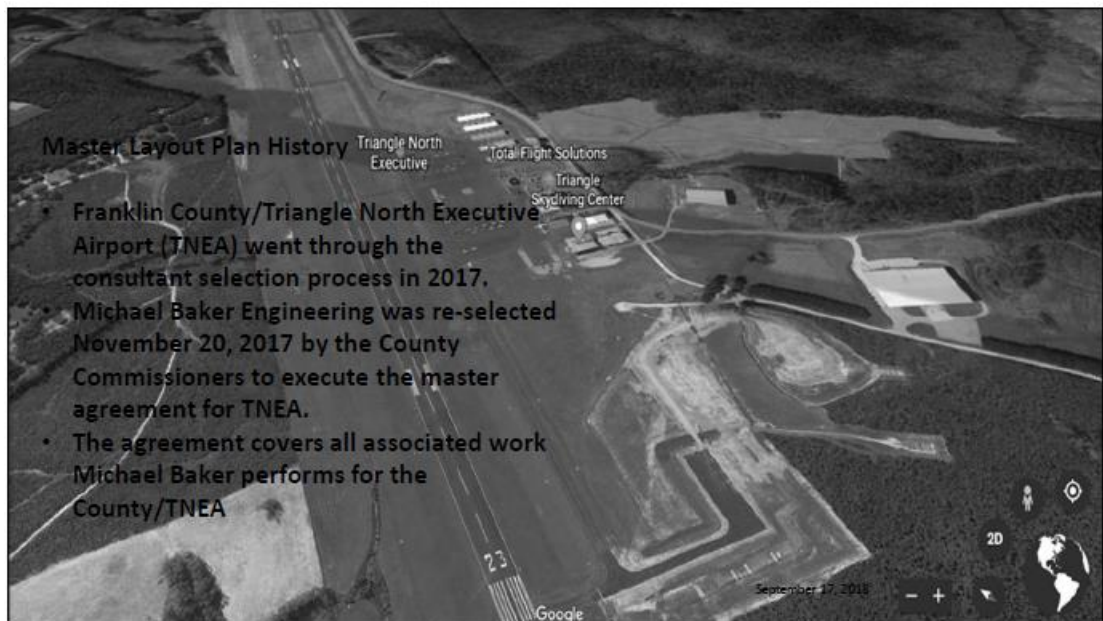 Master Layout Plan History
Triangle North
Executive
Total Flight Solutions
Triangle
Skydiving Center
• Franklin County/Triangle North Executive
Airport (TNEA) went through the
consultant selection process in 2017.
• Michael Baker Engineering was re-selected
November 20, 2017 by the County
Commissioners to execute the master
agreement for TNEA.
• The agreement covers all associated work
Michael Baker performs for the
County/TNEA
23
2D
September 17, 2018
Google